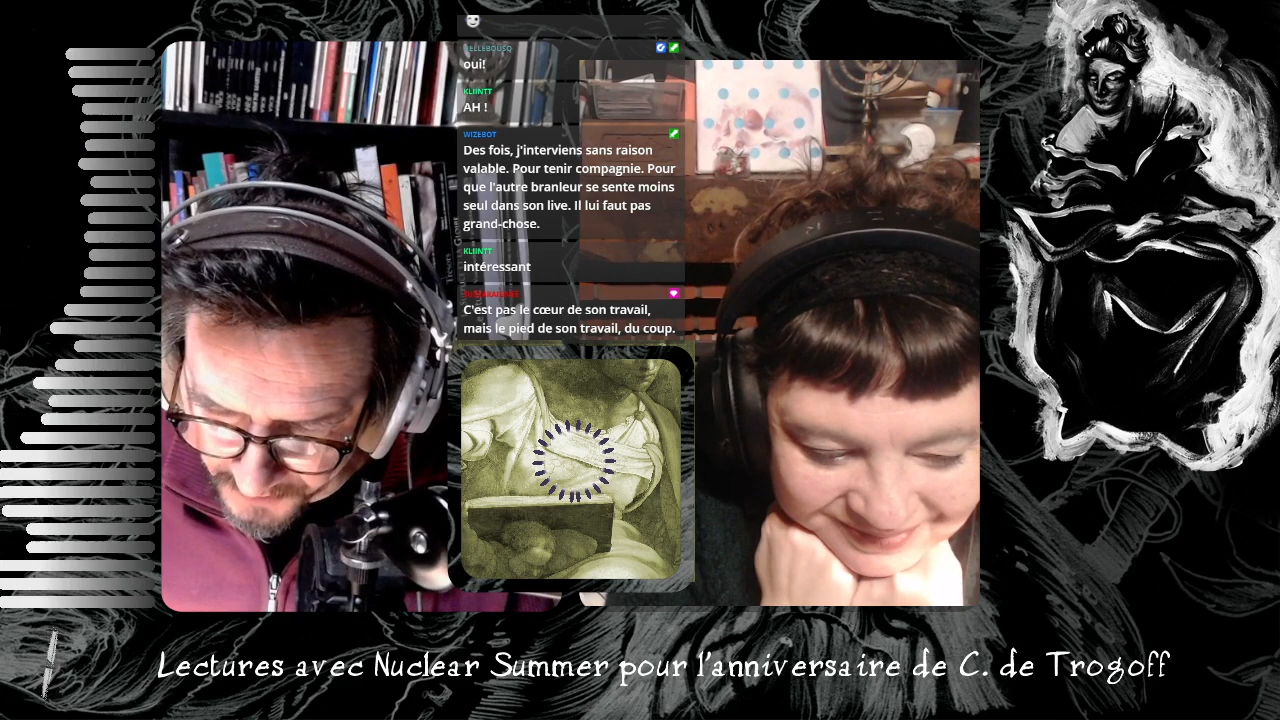 oui!
KLIINTT
AH !
WIZEBOT
Des fois, j'interviens sans raison
valable. Pour tenir compagnie. Pour
que l'autre branleur se sente moins
seul dans son live. Il lui faut pas
grand-chose.
KLIINTT
intéressant
C'est pas le cœur de son travail,
mais le pied de son travail, du coup.
Lectures avec Nuclear Summer pour l'anniversaire de C. de Trogoff